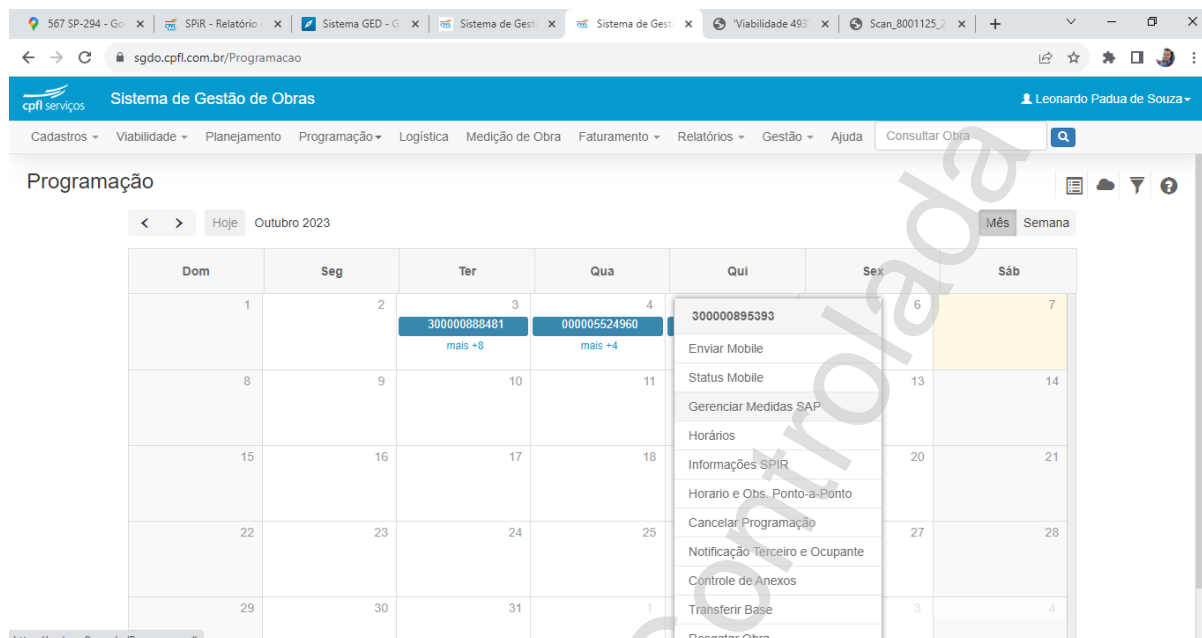 567 SP-294 - Go
SPiR - Relatório
Sistema GED - G
Sistema de Gest
Sistema de Gest
'Viabilidade 493
Scan_8001125_2
sgdo.cpfl.com.br/Programacao
cpfl serviços
Sistema de Gestão de Obras
Leonardo Padua de Souza
Cadastros Viabilidade Planejamento Programação Logística Medição de Obra Faturamento Relatórios Gestão Ajuda Consultar Obra
Programação
Hoje Outubro 2023 Mês Semana
Dom Seg Ter Qua Qui Sex Sáb
1 2 3 4 6 7
300000888481 000005524960
mais +8 mais +4
8 9 10 11 13 14
15 16 17 18 20 21
22 23 24 25 27 28
29 30 31 1 3 4
300000895393
Enviar Mobile
Status Mobile
Gerenciar Medidas SAP
Horários
Informações SPIR
Horario e Obs. Ponto-a-Ponto
Cancelar Programação
Notificação Terceiro e Ocupante
Controle de Anexos
Transferir Base
Resgatar Obra
Controlada